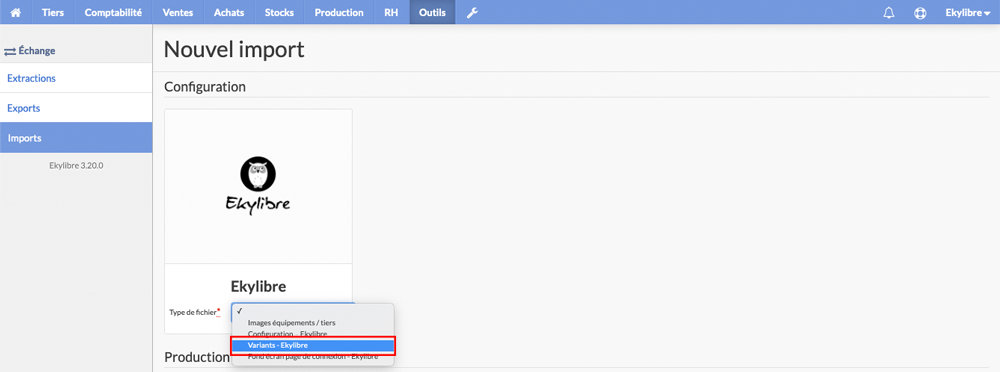 Tiers Comptabilité Ventes Achats Stocks Production RH Outils Ekylibre
Échange
Extractions
Exports
Imports
Ekylibre 3.20.0
Nouvel import
Configuration
Ekylibre
Ekylibre
Type de fichier*
Images équipements / tiers
Configuration - Ekylibre
Variants - Ekylibre
Fond écran page de connexion - Ekylibre
Production